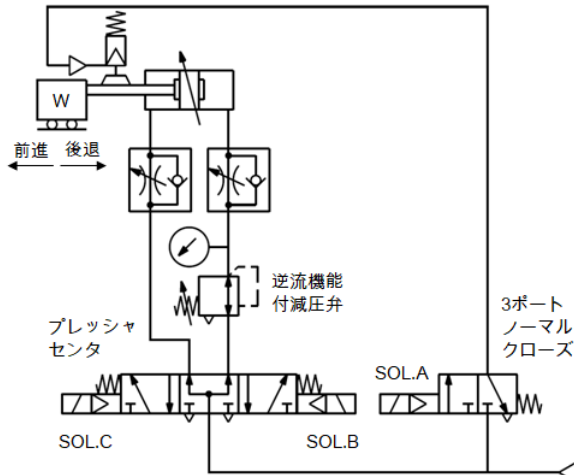 W
前進 後退
逆流機能
付減圧弁
プレッシャ
センタ
3ポート
ノーマル
クローズ
SOL.A
SOL.C
SOL.B